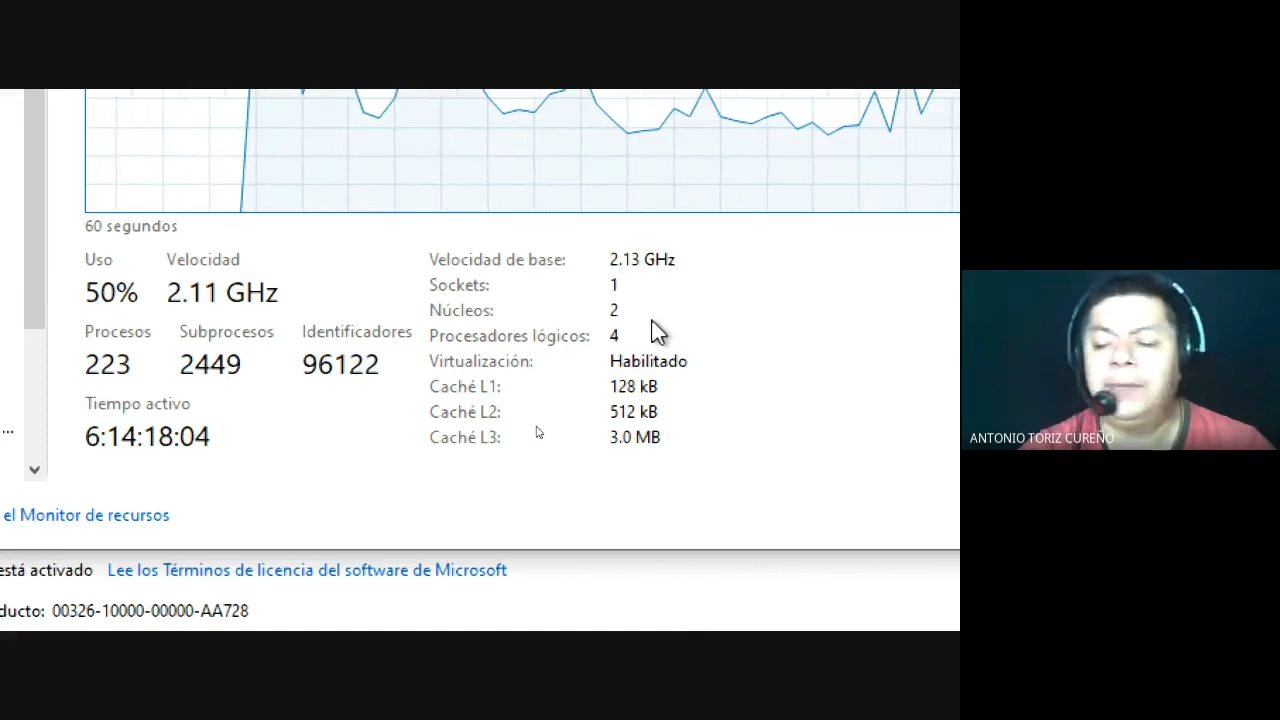 60 segundos
Uso Velocidad
50% 2.11 GHz
Procesos Subprocesos Identificadores
223 2449 96122
Tiempo activo
6:14:18:04
Velocidad de base: 2.13 GHz
Sockets: 1
Núcleos: 2
Procesadores lógicos: 4
Virtualización: Habilitado
Caché L1: 128 kB
Caché L2: 512 kB
Caché L3: 3.0 MB
...
el Monitor de recursos
está activado Lee los Términos de licencia del software de Microsoft
ducto: 00326-10000-00000-AA728
ANTONIO TORIZ CUREÑO